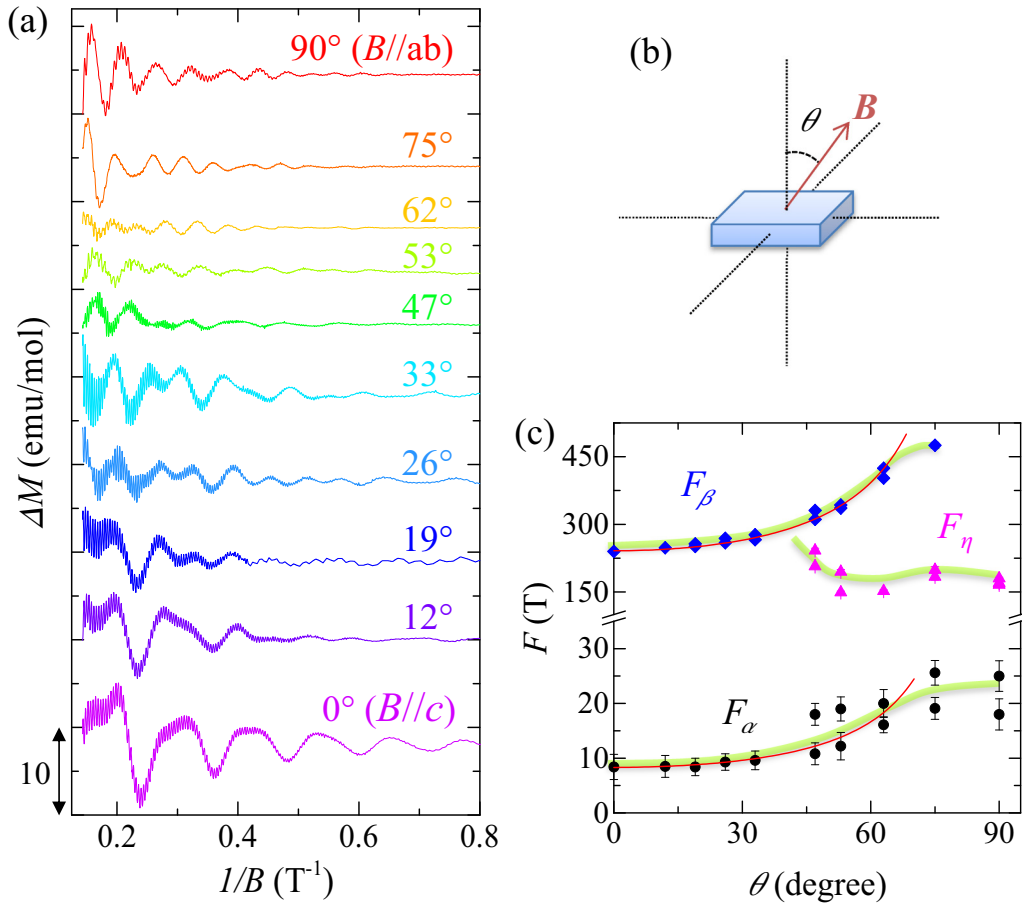 (a)
90° (B//ab)
75°
62°
53°
47°
33°
26°
19°
12°
0° (B//c)
10
ΔM (emu/mol)
0.2 0.4 0.6 0.8
1/B (T⁻¹)
(b)
θ
B
(c)
450
300
150
30
20
10
0
F (T)
Fβ
Fη
Fα
0 30 60 90
θ (degree)